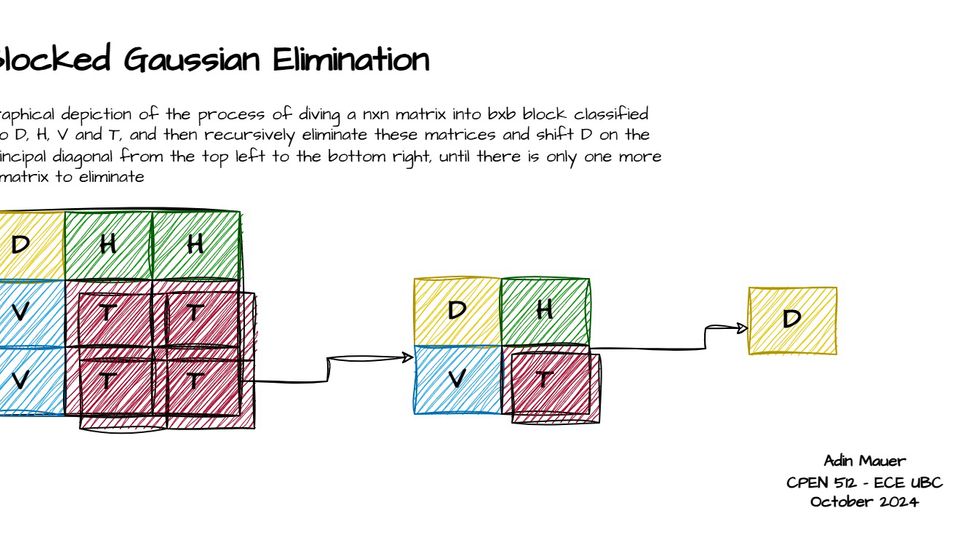 locked Gaussian Elimination
raphical depiction of the process of diving a nxn matrix into bxb block classified
o D, H, V and T, and then recursively eliminate these matrices and shift D on the
incipal diagonal from the top left to the bottom right, until there is only one more
matrix to eliminate
D H H
V T T
V T T
D H
V T
D
Adin Mauer
CPEN 512 - ECE UBC
October 2024